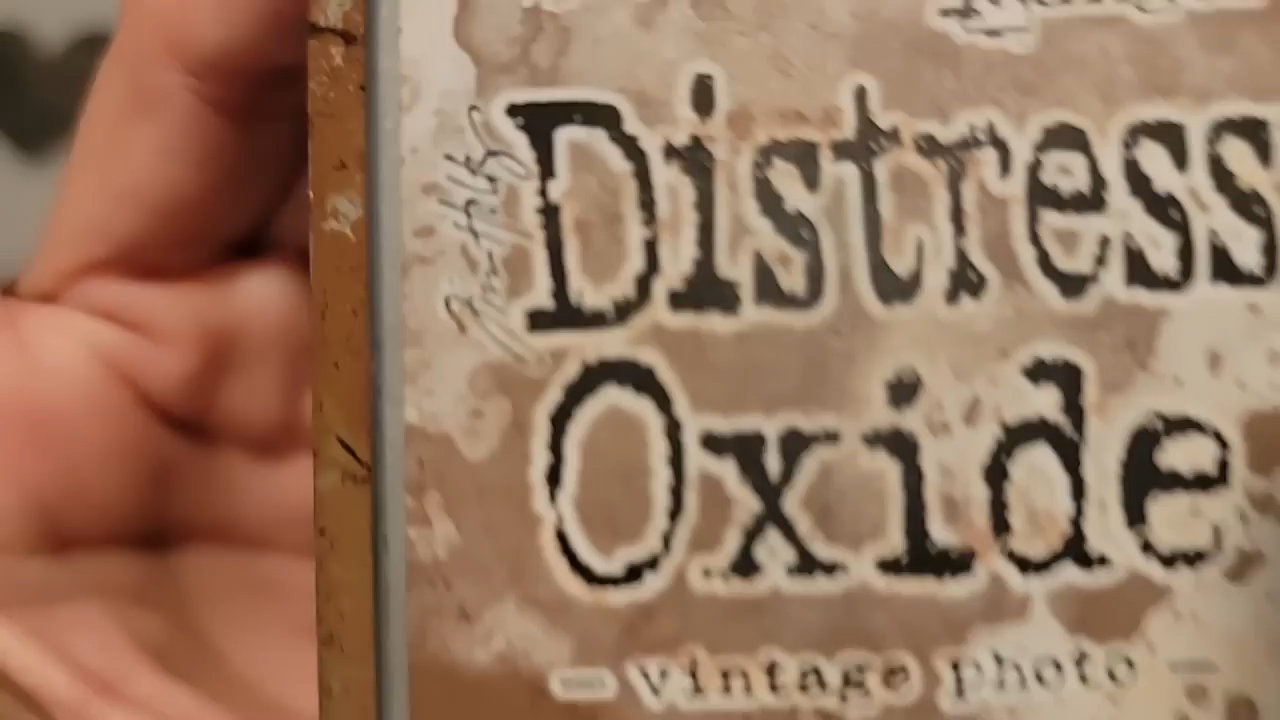 Distress
Oxide
— vintage photo —